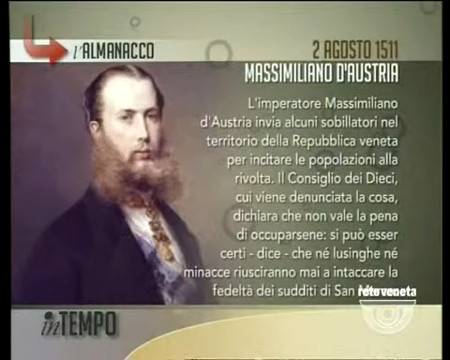 l'ALMANACCO
2 AGOSTO 1511
MASSIMILIANO D'AUSTRIA
L'imperatore Massimiliano
d'Austria invia alcuni sobillatori nel
territorio della Repubblica veneta
per incitare le popolazioni alla
rivolta. Il Consiglio dei Dieci,
cui viene denunciata la cosa,
dichiara che non vale la pena
di occuparsene: si può esser
certi - dice - che né lusinghe né
minacce riusciranno mai a intaccare la
fedeltà dei sudditi di San
reteveneta
inTEMPO